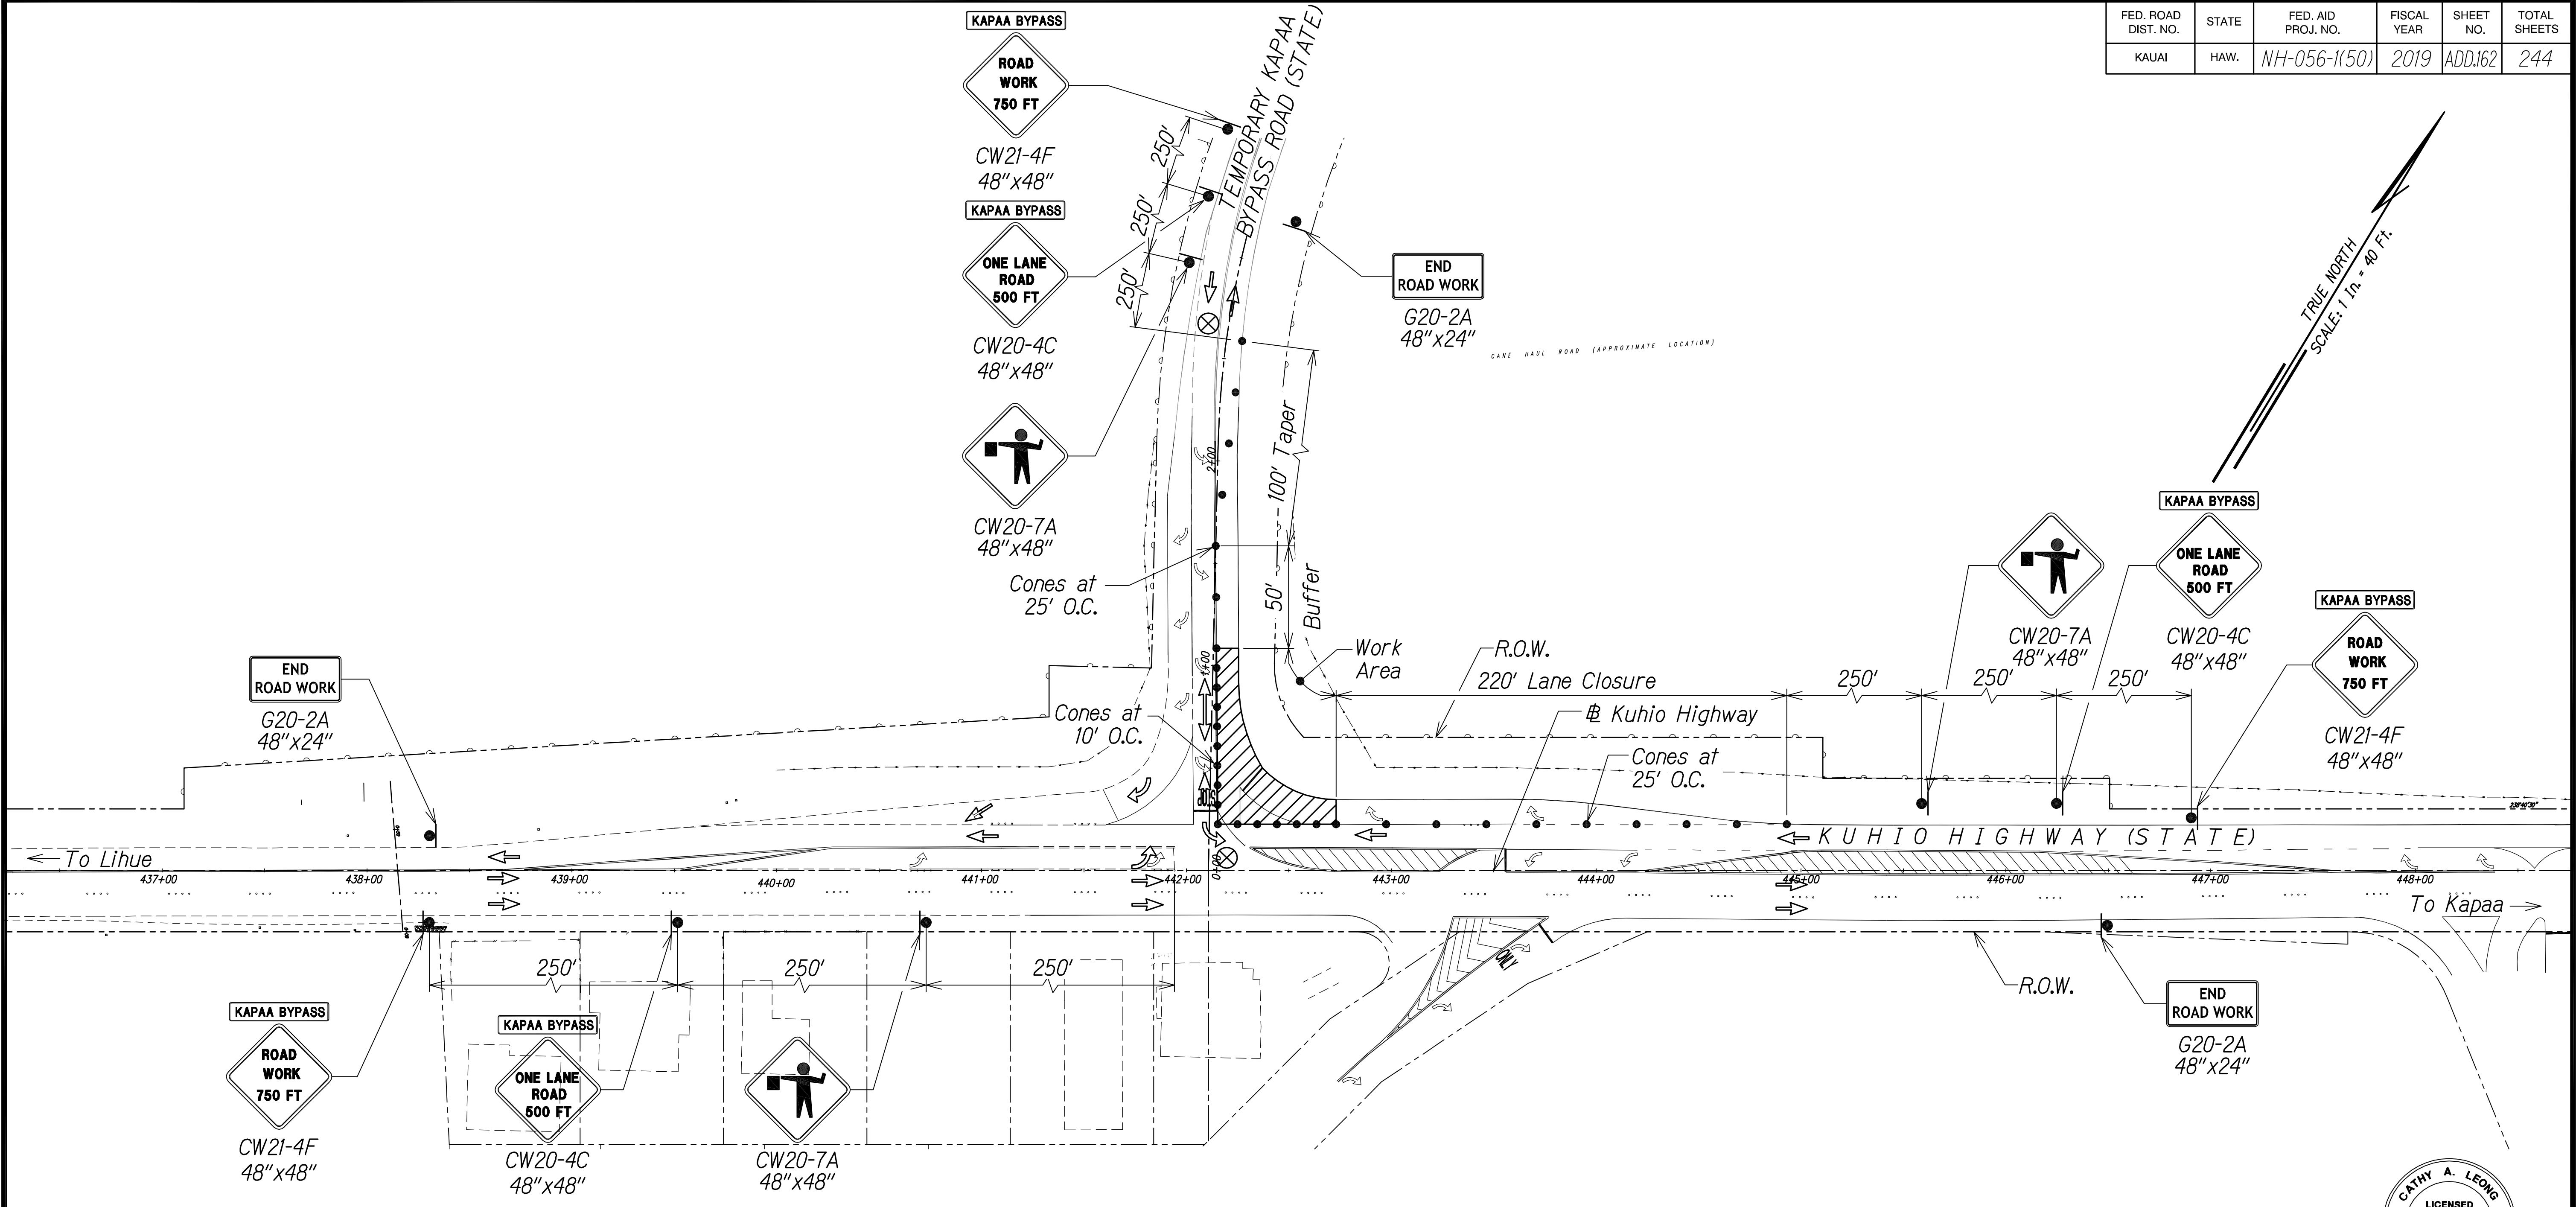 FED. ROAD DIST. NO.
STATE
FED. AID PROJ. NO.
FISCAL YEAR
SHEET NO.
TOTAL SHEETS
KAUAI
HAW.
NH-056-1(50)
2019
ADD.162
244
KAPAA BYPASS
ROAD
WORK
750 FT
CW21-4F
48"x48"
KAPAA BYPASS
ONE LANE
ROAD
500 FT
CW20-4C
48"x48"
CW20-7A
48"x48"
250'
250'
250'
TEMPORARY KAPAA
BYPASS ROAD (STATE)
END
ROAD WORK
G20-2A
48"x24"
CANE HAUL ROAD (APPROXIMATE LOCATION)
TRUE NORTH
SCALE: 1 In. = 40 Ft.
100' Taper
2+00
Cones at
25' O.C.
50'
Buffer
Work
Area
R.O.W.
220' Lane Closure
250'
250'
250'
℄ Kuhio Highway
Cones at
25' O.C.
1+00
Cones at
10' O.C.
STOP
0+00
CW20-7A
48"x48"
KAPAA BYPASS
ONE LANE
ROAD
500 FT
CW20-4C
48"x48"
KAPAA BYPASS
ROAD
WORK
750 FT
CW21-4F
48"x48"
END
ROAD WORK
G20-2A
48"x24"
KUHIO HIGHWAY (STATE)
To Lihue
437+00
438+00
439+00
440+00
441+00
442+00
443+00
444+00
445+00
446+00
447+00
448+00
To Kapaa
250'
250'
250'
ONLY
R.O.W.
KAPAA BYPASS
ROAD
WORK
750 FT
CW21-4F
48"x48"
KAPAA BYPASS
ONE LANE
ROAD
500 FT
CW20-4C
48"x48"
CW20-7A
48"x48"
END
ROAD WORK
G20-2A
48"x24"
CATHY A. LEONG
LICENSED